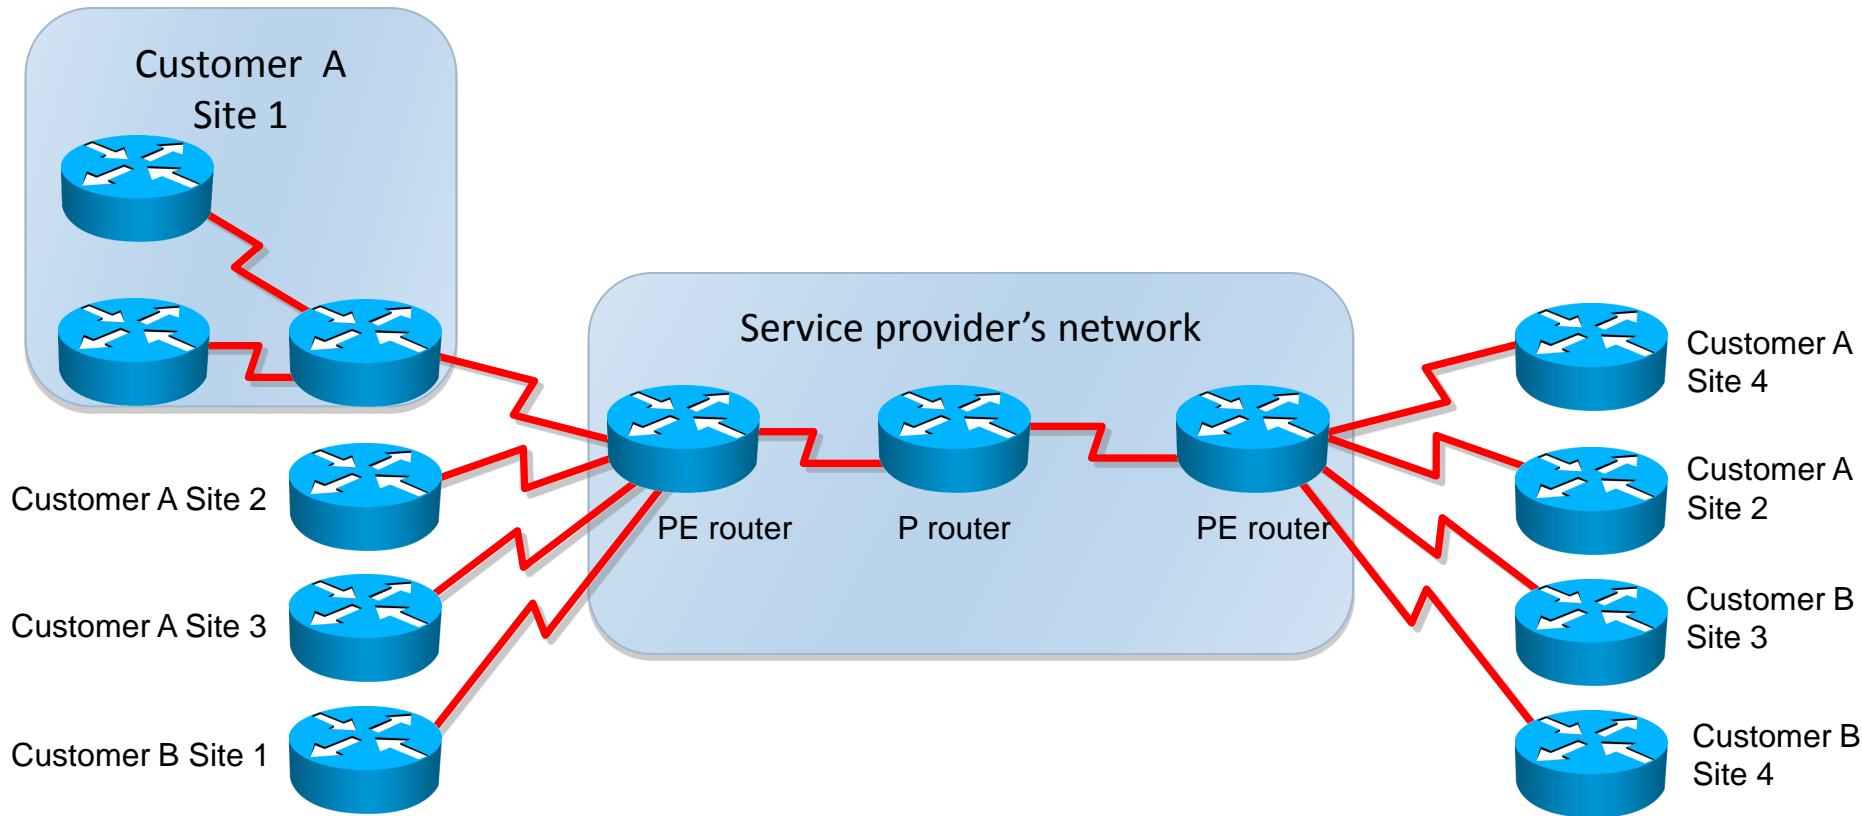 Customer A
Site 1
Service provider’s network
PE router
P router
PE router
Customer A Site 2
Customer A Site 3
Customer B Site 1
Customer A
Site 4
Customer A
Site 2
Customer B
Site 3
Customer B
Site 4